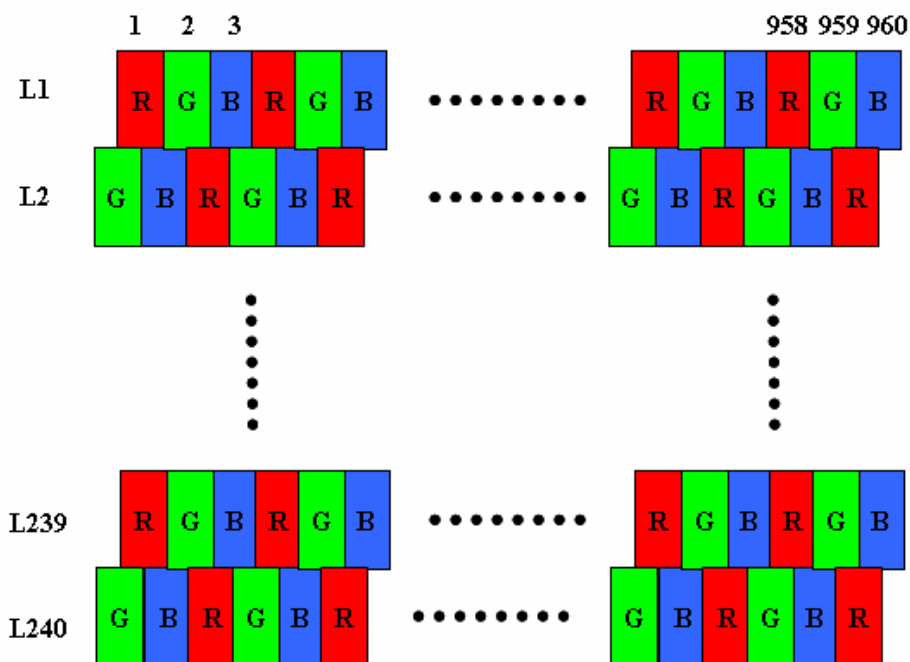 1 2 3 958 959 960
L1 R G B R G B R G B R G B
L2 G B R G B R G B R G B R
L239 R G B R G B R G B R G B
L240 G B R G B R G B R G B R